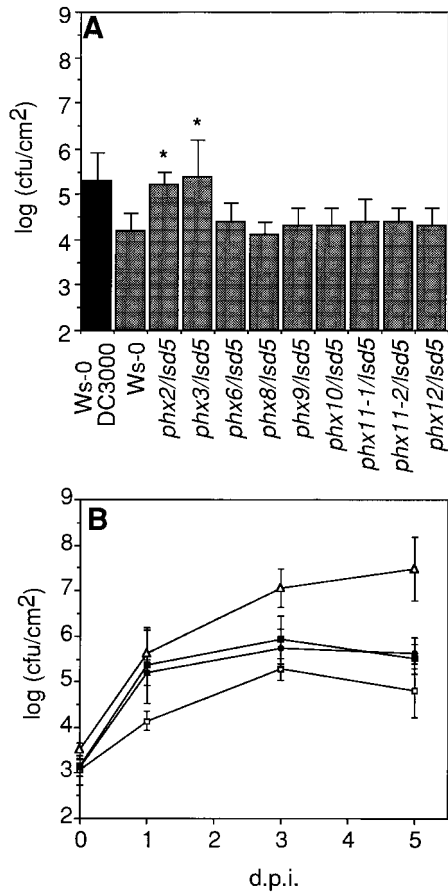 A
9
8
7
6
5
4
3
2
log (cfu/cm²)
*
*
Ws-0
DC3000
Ws-0
phx2/lsd5
phx3/lsd5
phx6/lsd5
phx8/lsd5
phx9/lsd5
phx10/lsd5
phx11-1/lsd5
phx11-2/lsd5
phx12/lsd5
B
9
8
7
6
5
4
3
2
log (cfu/cm²)
0 1 2 3 4 5
d.p.i.